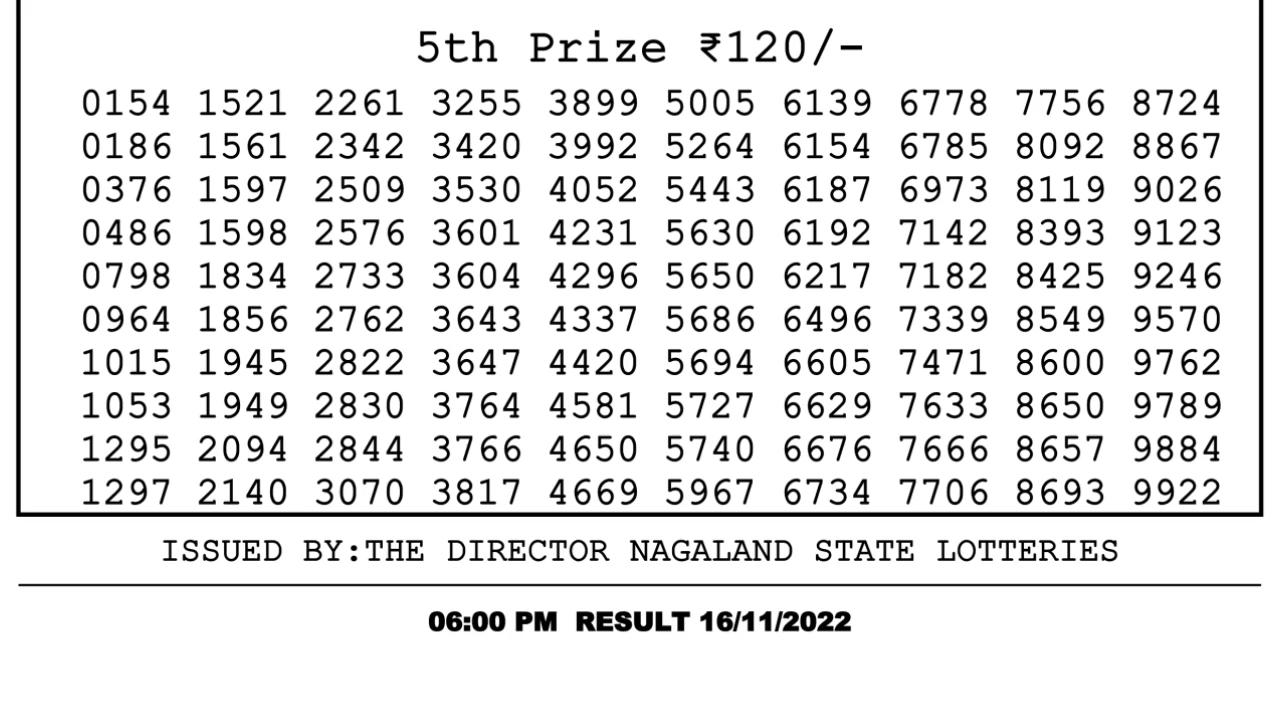 5th Prize ₹120/-
0154 1521 2261 3255 3899 5005 6139 6778 7756 8724
0186 1561 2342 3420 3992 5264 6154 6785 8092 8867
0376 1597 2509 3530 4052 5443 6187 6973 8119 9026
0486 1598 2576 3601 4231 5630 6192 7142 8393 9123
0798 1834 2733 3604 4296 5650 6217 7182 8425 9246
0964 1856 2762 3643 4337 5686 6496 7339 8549 9570
1015 1945 2822 3647 4420 5694 6605 7471 8600 9762
1053 1949 2830 3764 4581 5727 6629 7633 8650 9789
1295 2094 2844 3766 4650 5740 6676 7666 8657 9884
1297 2140 3070 3817 4669 5967 6734 7706 8693 9922
ISSUED BY:THE DIRECTOR NAGALAND STATE LOTTERIES
06:00 PM RESULT 16/11/2022